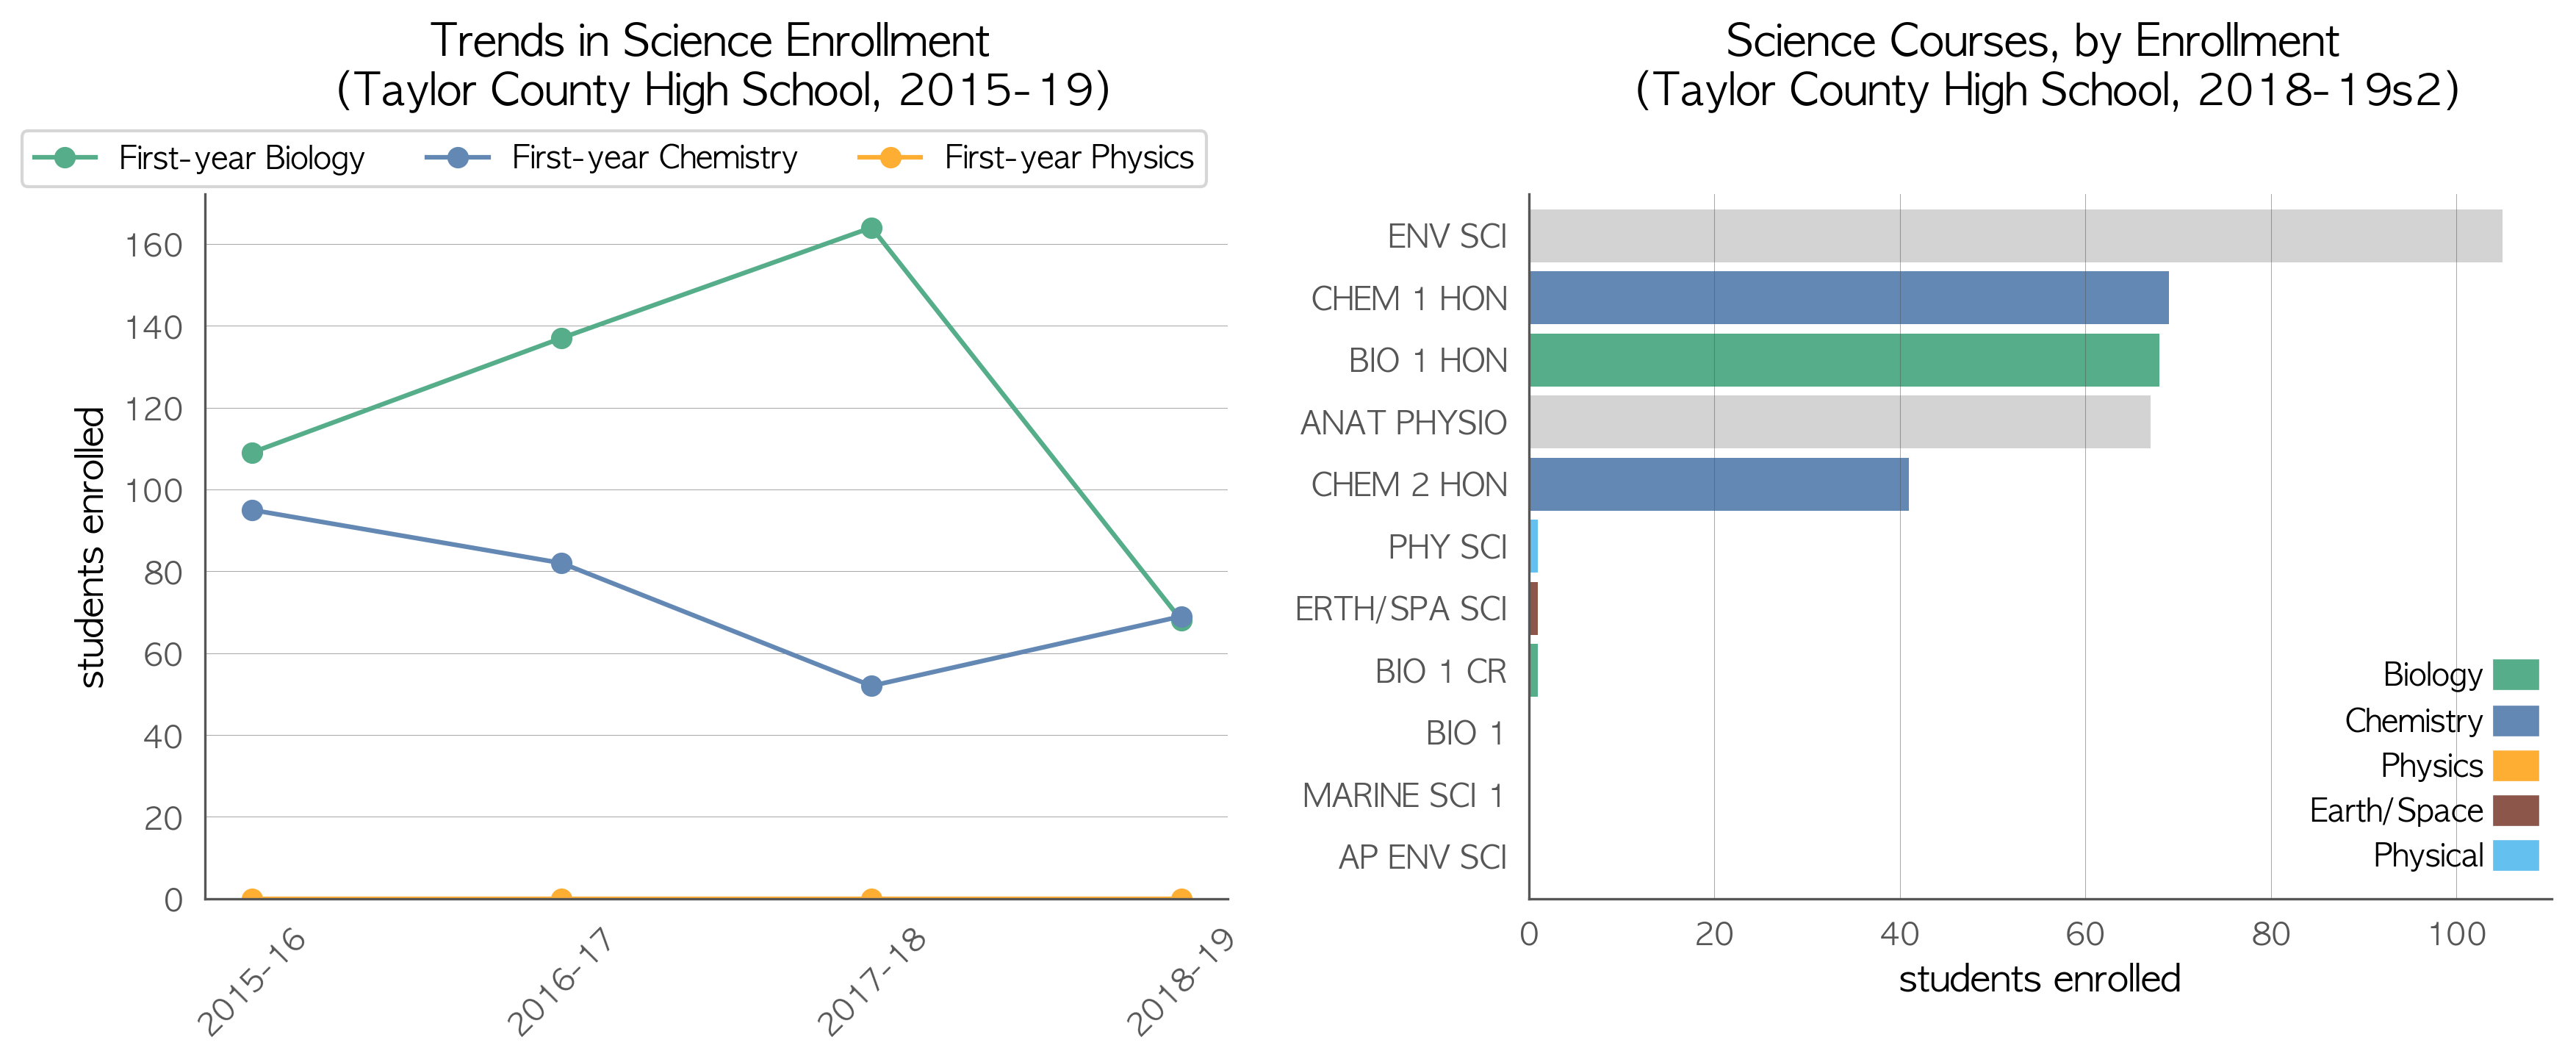 Trends in Science Enrollment
(Taylor County High School, 2015-19)
First-year Biology First-year Chemistry First-year Physics
students enrolled
160
140
120
100
80
60
40
20
0
2015-16 2016-17 2017-18 2018-19
Science Courses, by Enrollment
(Taylor County High School, 2018-19s2)
ENV SCI
CHEM 1 HON
BIO 1 HON
ANAT PHYSIO
CHEM 2 HON
PHY SCI
ERTH/SPA SCI
BIO 1 CR
BIO 1
MARINE SCI 1
AP ENV SCI
Biology
Chemistry
Physics
Earth/Space
Physical
0 20 40 60 80 100
students enrolled